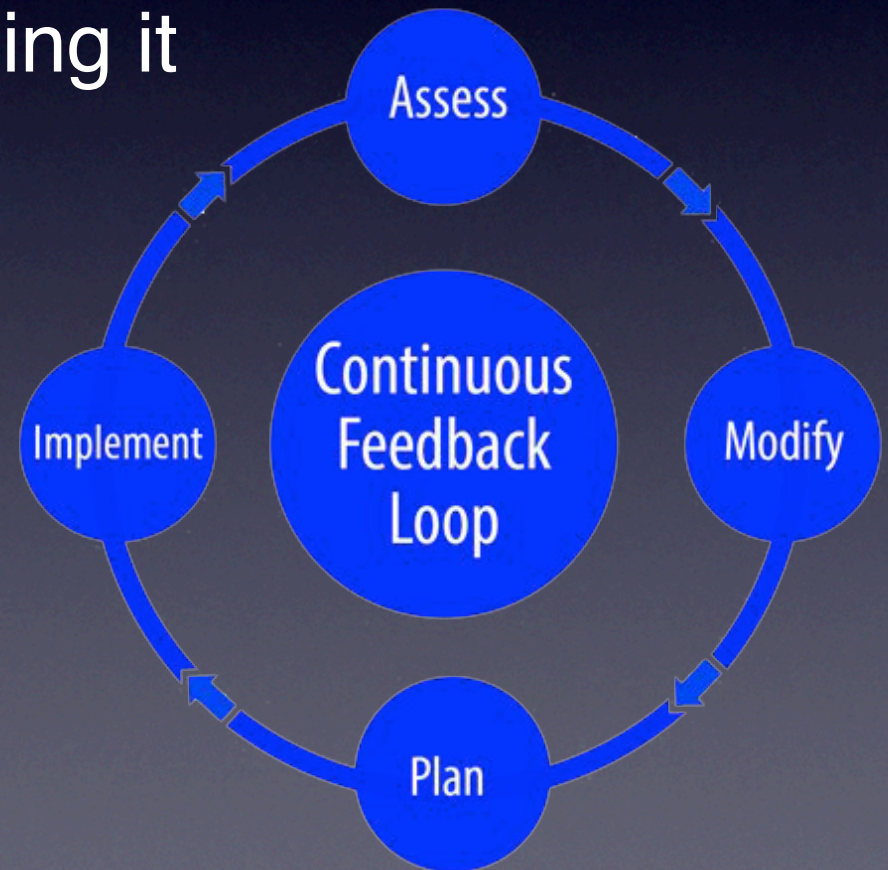 ing it
Assess
Continuous
Feedback
Loop
Implement
Modify
Plan